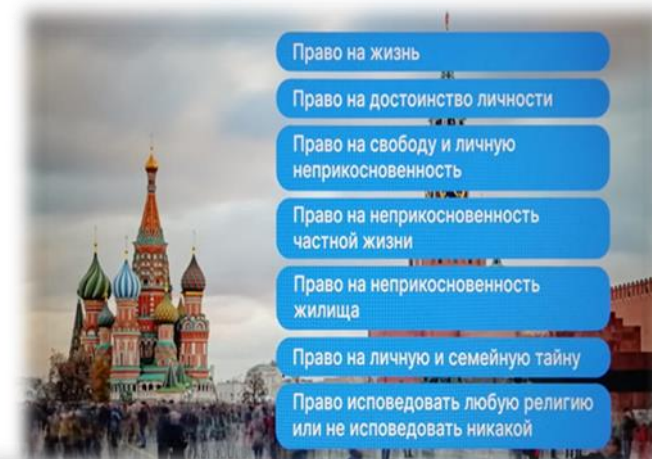 Право на жизнь
Право на достоинство личности
Право на свободу и личную
неприкосновенность
Право на неприкосновенность
частной жизни
Право на неприкосновенность
жилища
Право на личную и семейную тайну
Право исповедовать любую религию
или не исповедовать никакой